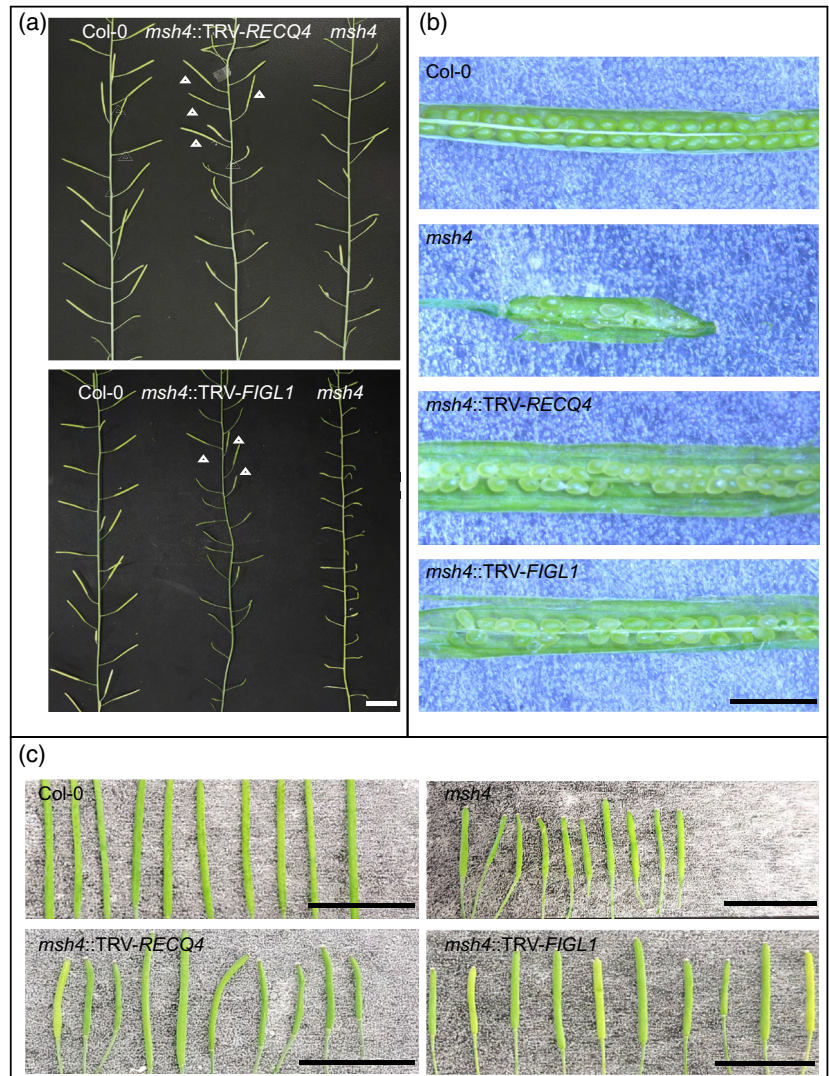 (a)
Col-0 msh4::TRV-RECQ4 msh4
Col-0 msh4::TRV-FIGL1 msh4
(b)
Col-0
msh4
msh4::TRV-RECQ4
msh4::TRV-FIGL1
(c)
Col-0
msh4
msh4::TRV-RECQ4
msh4::TRV-FIGL1